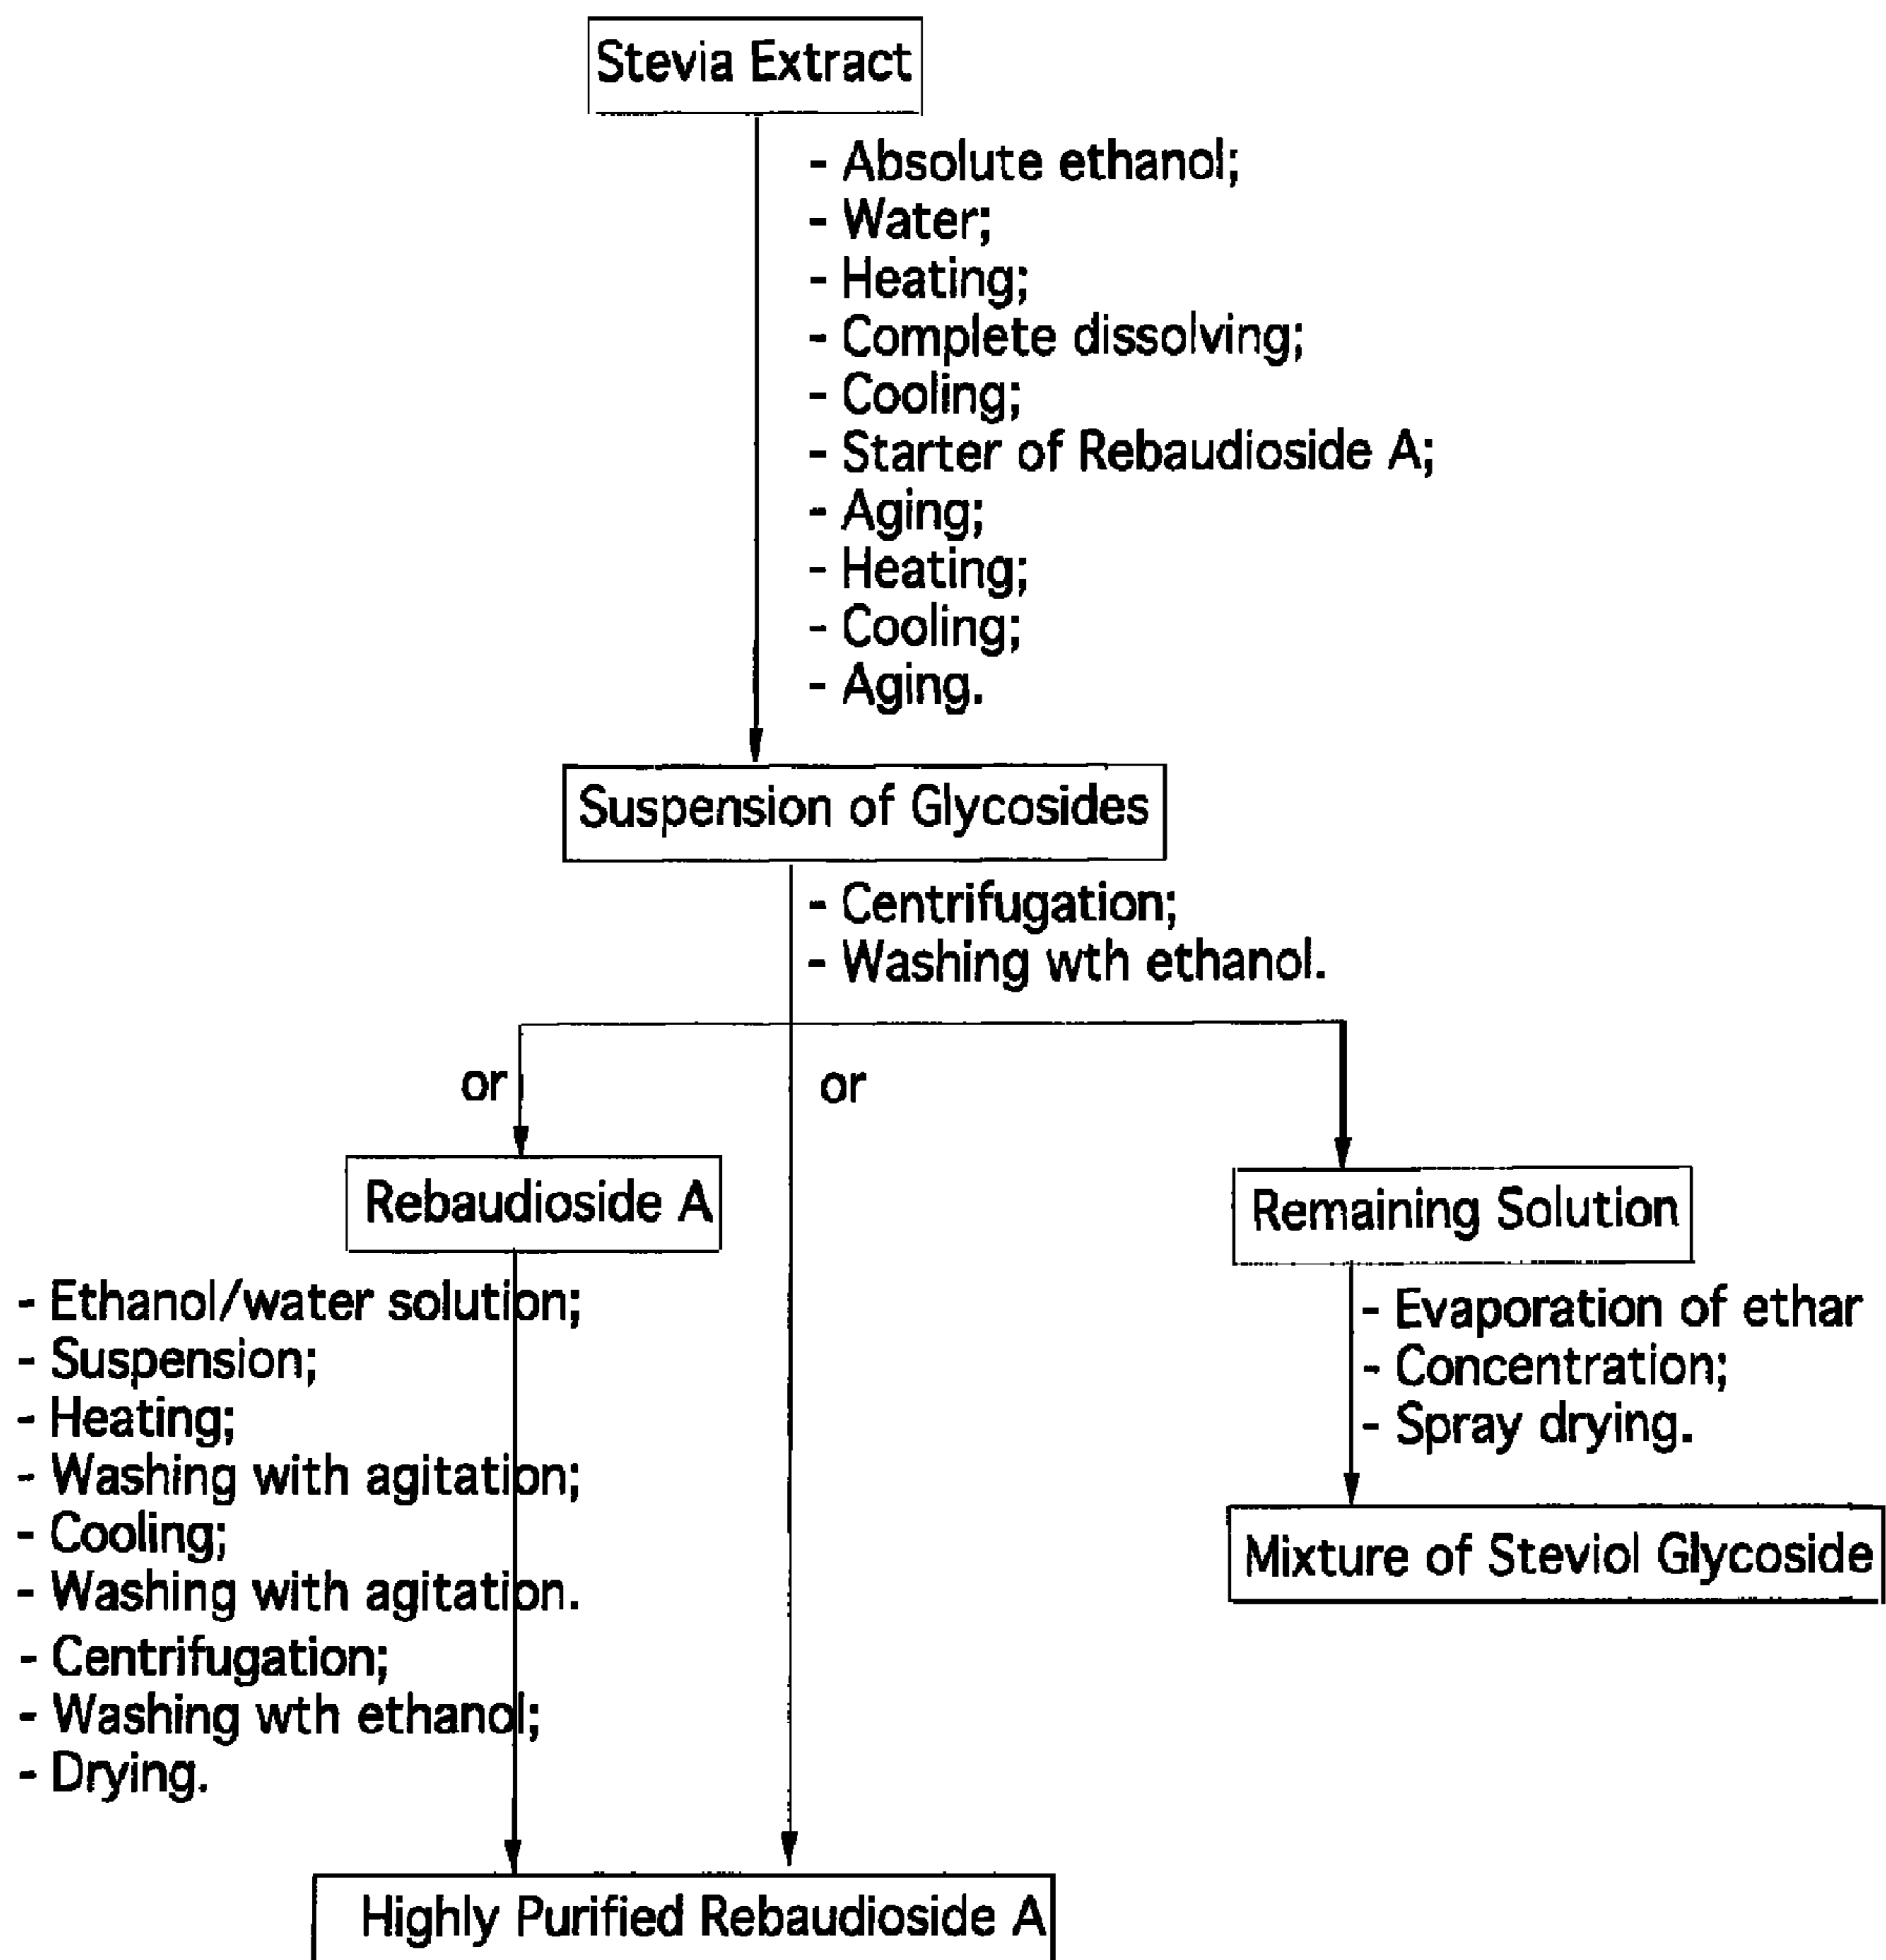 Stevia Extract
- Absolute ethanol;
- Water;
- Heating;
- Complete dissolving;
- Cooling;
- Starter of Rebaudioside A;
- Aging;
- Heating;
- Cooling;
- Aging.
Suspension of Glycosides
- Centrifugation;
- Washing wth ethanol.
or
or
Rebaudioside A
- Ethanol/water solution;
- Suspension;
- Heating;
- Washing with agitation;
- Cooling;
- Washing with agitation.
- Centrifugation;
- Washing wth ethanol;
- Drying.
Remaining Solution
- Evaporation of ethar
- Concentration;
- Spray drying.
Mixture of Steviol Glycoside
Highly Purified Rebaudioside A